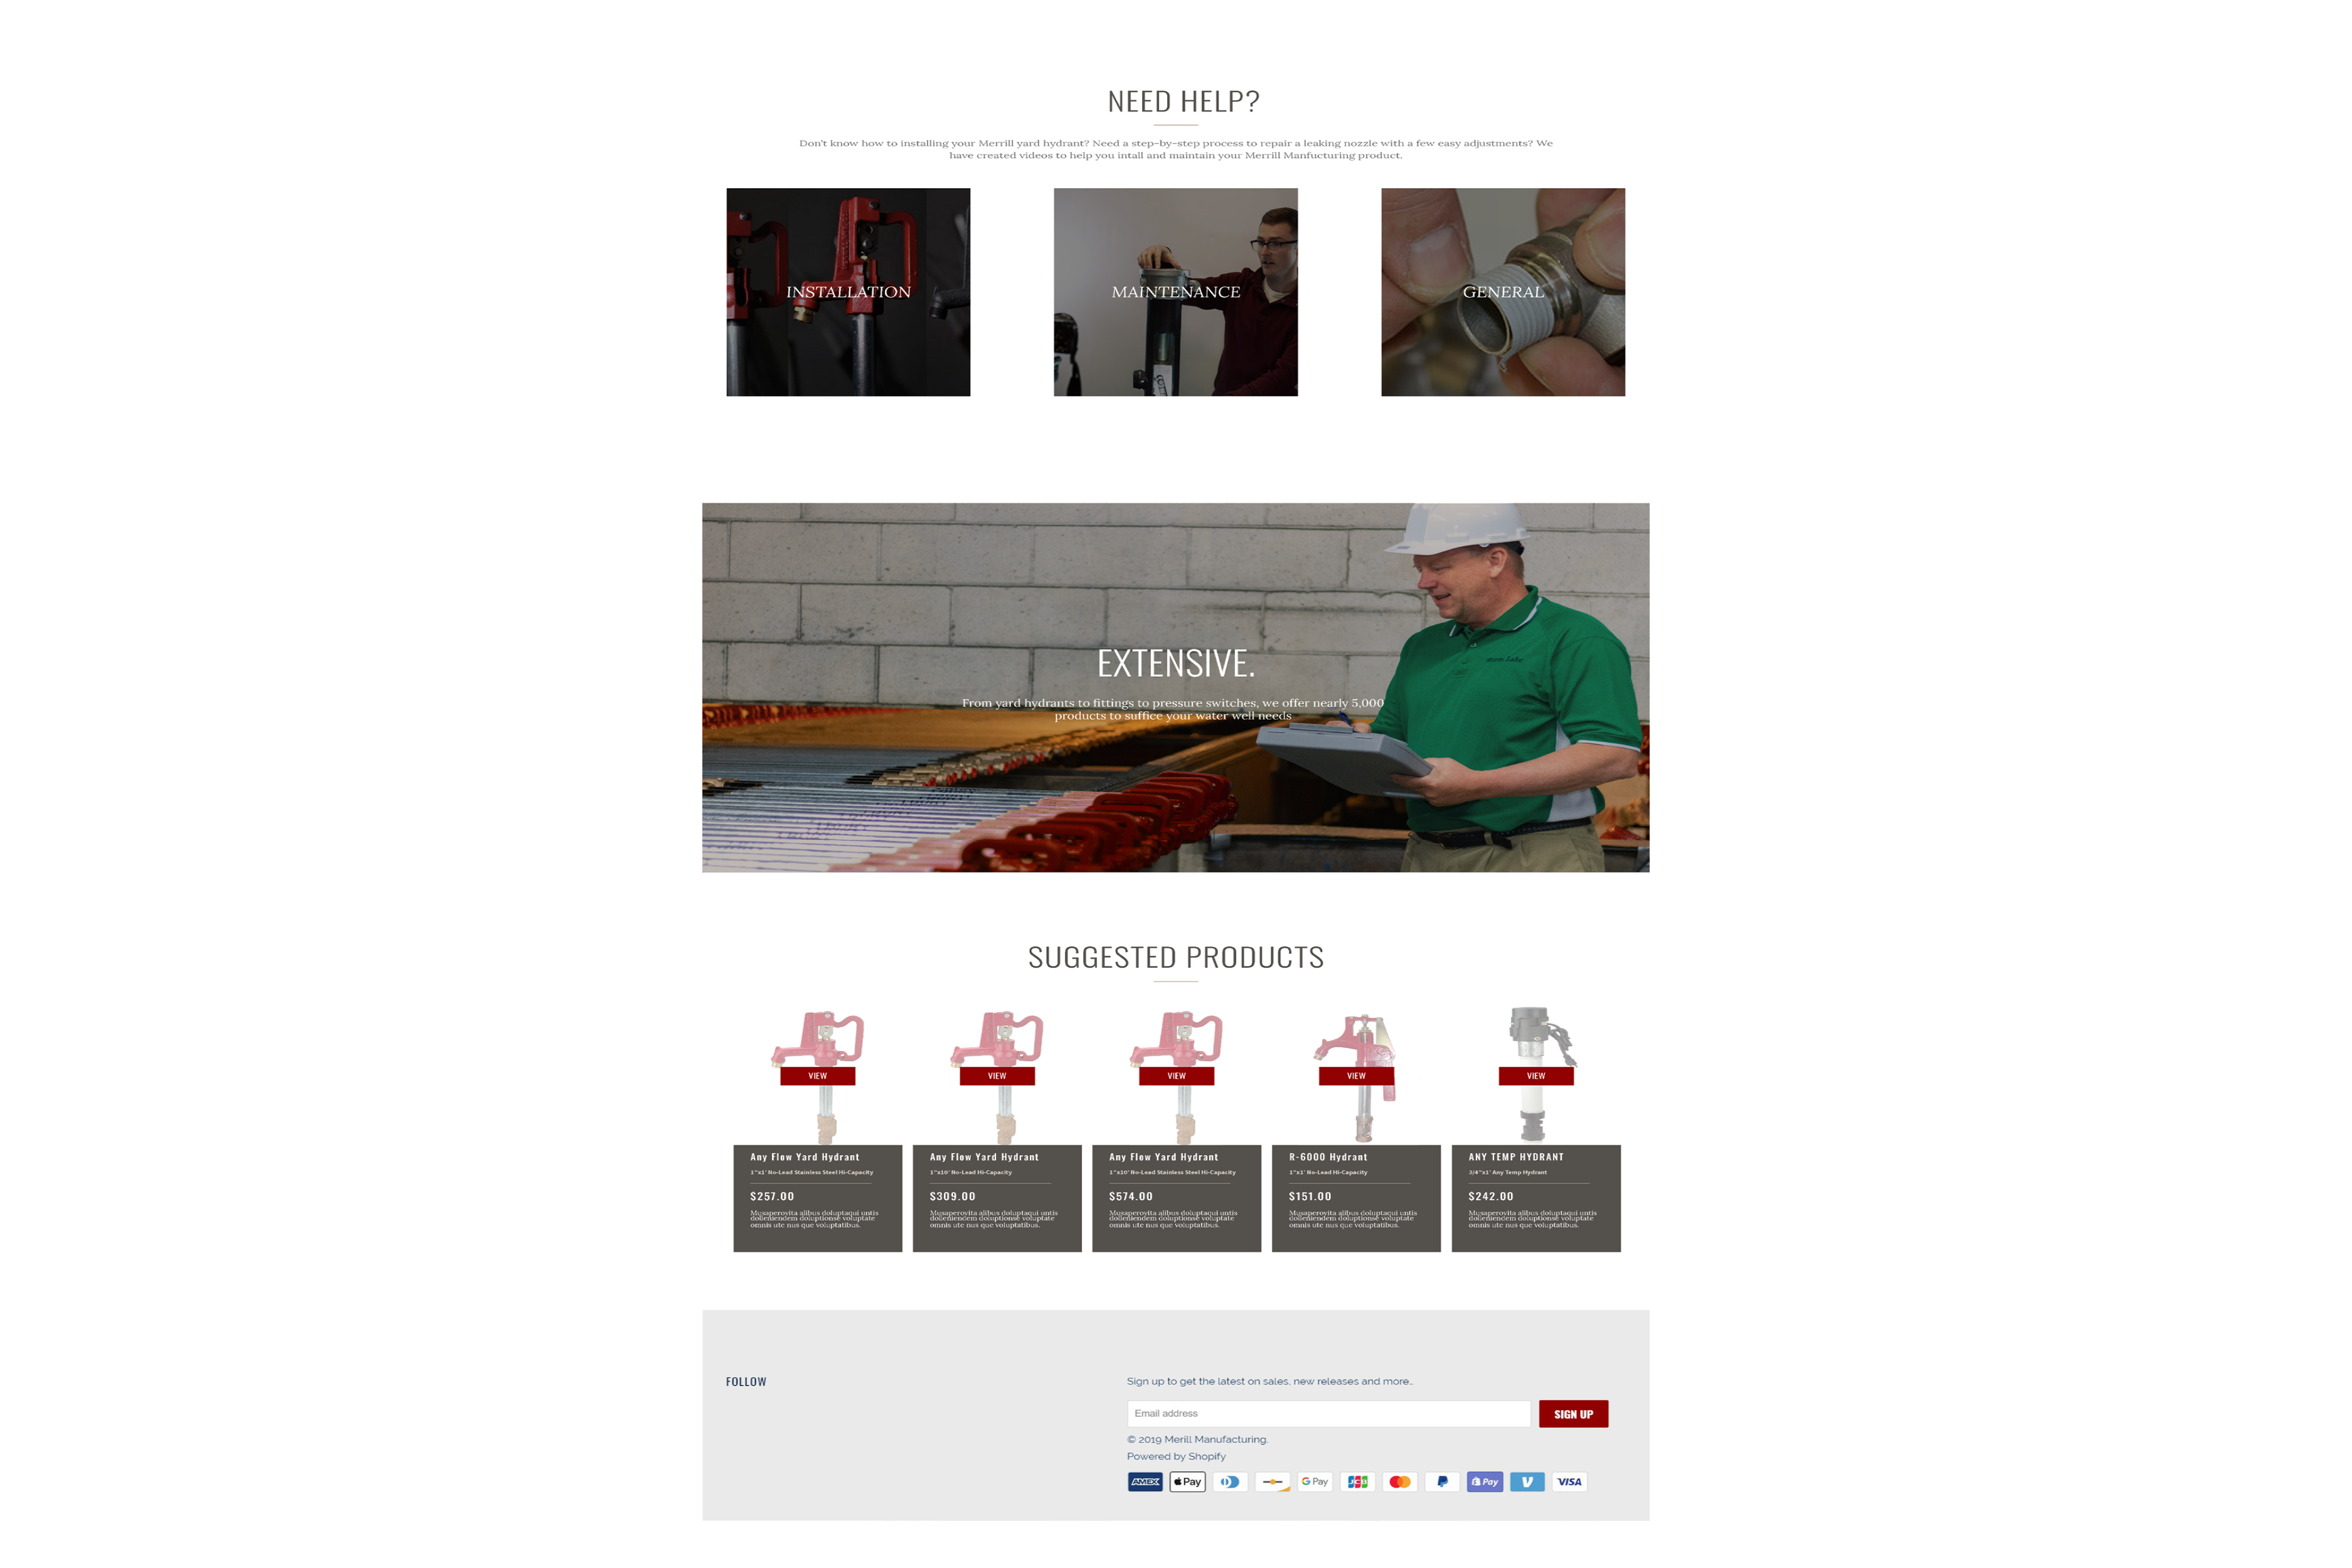 NEED HELP?
Don't know how to installing your Merrill yard hydrant? Need a step-by-step process to repair a leaking nozzle with a few easy adjustments? We
have created videos to help you intall and maintain your Merrill Manfucturing product.
INSTALLATION
MAINTENANCE
GENERAL
EXTENSIVE.
From yard hydrants to fittings to pressure switches, we offer nearly 5,000
products to suffice your water well needs
SUGGESTED PRODUCTS
VIEW
Any Flow Yard Hydrant
1"x1' No-Lead Stainless Steel Hi-Capacity
$257.00
Musaperovita alibus doluptaqui untis
dolleniendem doluptionse voluptate
omnis ute nus que voluptatibus.
VIEW
Any Flow Yard Hydrant
1"x10' No-Lead Hi-Capacity
$309.00
Musaperovita alibus doluptaqui untis
dolleniendem doluptionse voluptate
omnis ute nus que voluptatibus.
VIEW
Any Flow Yard Hydrant
1"x10' No-Lead Stainless Steel Hi-Capacity
$574.00
Musaperovita alibus doluptaqui untis
dolleniendem doluptionse voluptate
omnis ute nus que voluptatibus.
VIEW
R-6000 Hydrant
1"x1' No-Lead Hi-Capacity
$151.00
Musaperovita alibus doluptaqui untis
dolleniendem doluptionse voluptate
omnis ute nus que voluptatibus.
VIEW
ANY TEMP HYDRANT
3/4"x1' Any Temp Hydrant
$242.00
Musaperovita alibus doluptaqui untis
dolleniendem doluptionse voluptate
omnis ute nus que voluptatibus.
FOLLOW
Sign up to get the latest on sales, new releases and more…
Email address
SIGN UP
© 2019 Merill Manufacturing.
Powered by Shopify
AMEX
Pay
G Pay
JCB
Pay
VISA